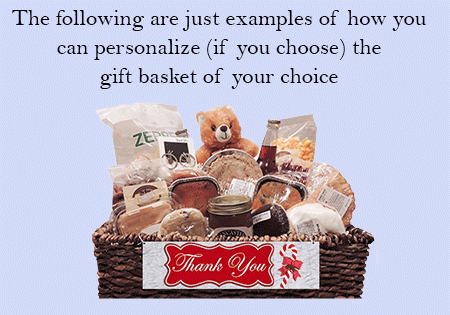 The following are just examples of how you
can personalize (if you choose) the
gift basket of your choice
Thank You